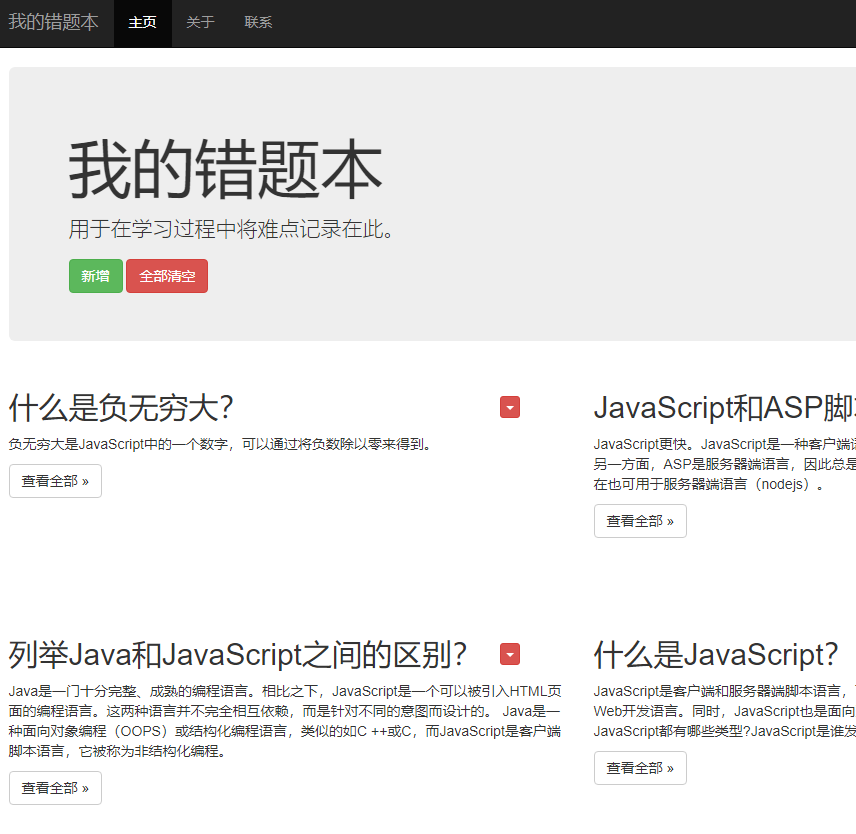 我的错题本 主页 关于 联系
我的错题本
用于在学习过程中将难点记录在此。
新增 全部清空
什么是负无穷大？
负无穷大是JavaScript中的一个数字，可以通过将负数除以零来得到。
查看全部 »
JavaScript和ASP脚
JavaScript更快。JavaScript是一种客户端语
另一方面，ASP是服务器端语言，因此总是
在也可用于服务器端语言（nodejs）。
查看全部 »
列举Java和JavaScript之间的区别？
Java是一门十分完整、成熟的编程语言。相比之下，JavaScript是一个可以被引入HTML页
面的编程语言。这两种语言并不完全相互依赖，而是针对不同的意图而设计的。 Java是一
种面向对象编程（OOPS）或结构化编程语言，类似的如C ++或C，而JavaScript是客户端
脚本语言，它被称为非结构化编程。
查看全部 »
什么是JavaScript？
JavaScript是客户端和服务器端脚本语言，
Web开发语言。同时，JavaScript也是面向
JavaScript都有哪些类型?JavaScript是谁发
查看全部 »